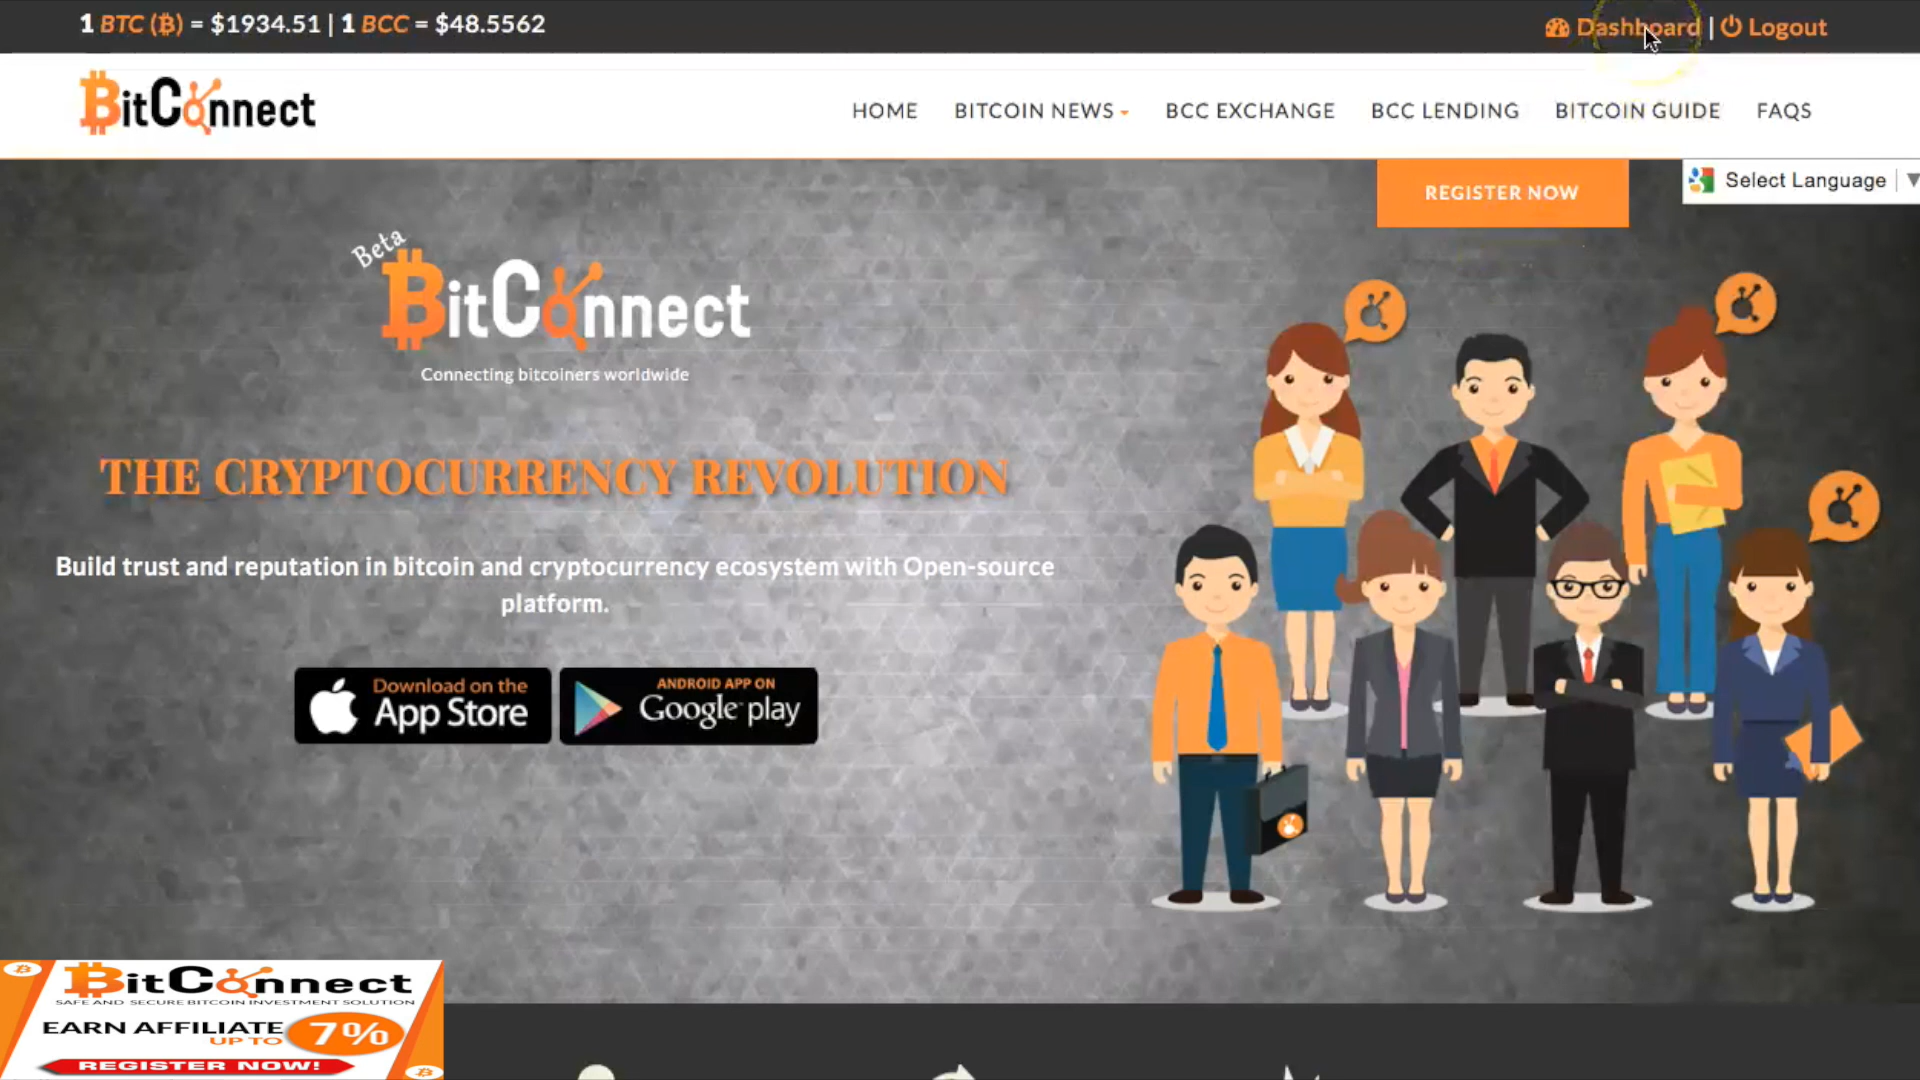 1 BTC (₿) = $1934.51 | 1 BCC = $48.5562
Dashboard | Logout
BitConnect
HOME BITCOIN NEWS BCC EXCHANGE BCC LENDING BITCOIN GUIDE FAQS
REGISTER NOW
Select Language
Beta
BitConnect
Connecting bitcoiners worldwide
THE CRYPTOCURRENCY REVOLUTION
Build trust and reputation in bitcoin and cryptocurrency ecosystem with Open-source
platform.
Download on the
App Store
ANDROID APP ON
Google play
BitConnect
SAFE AND SECURE BITCOIN INVESTMENT SOLUTION
EARN AFFILIATE
UP TO
7%
REGISTER NOW!